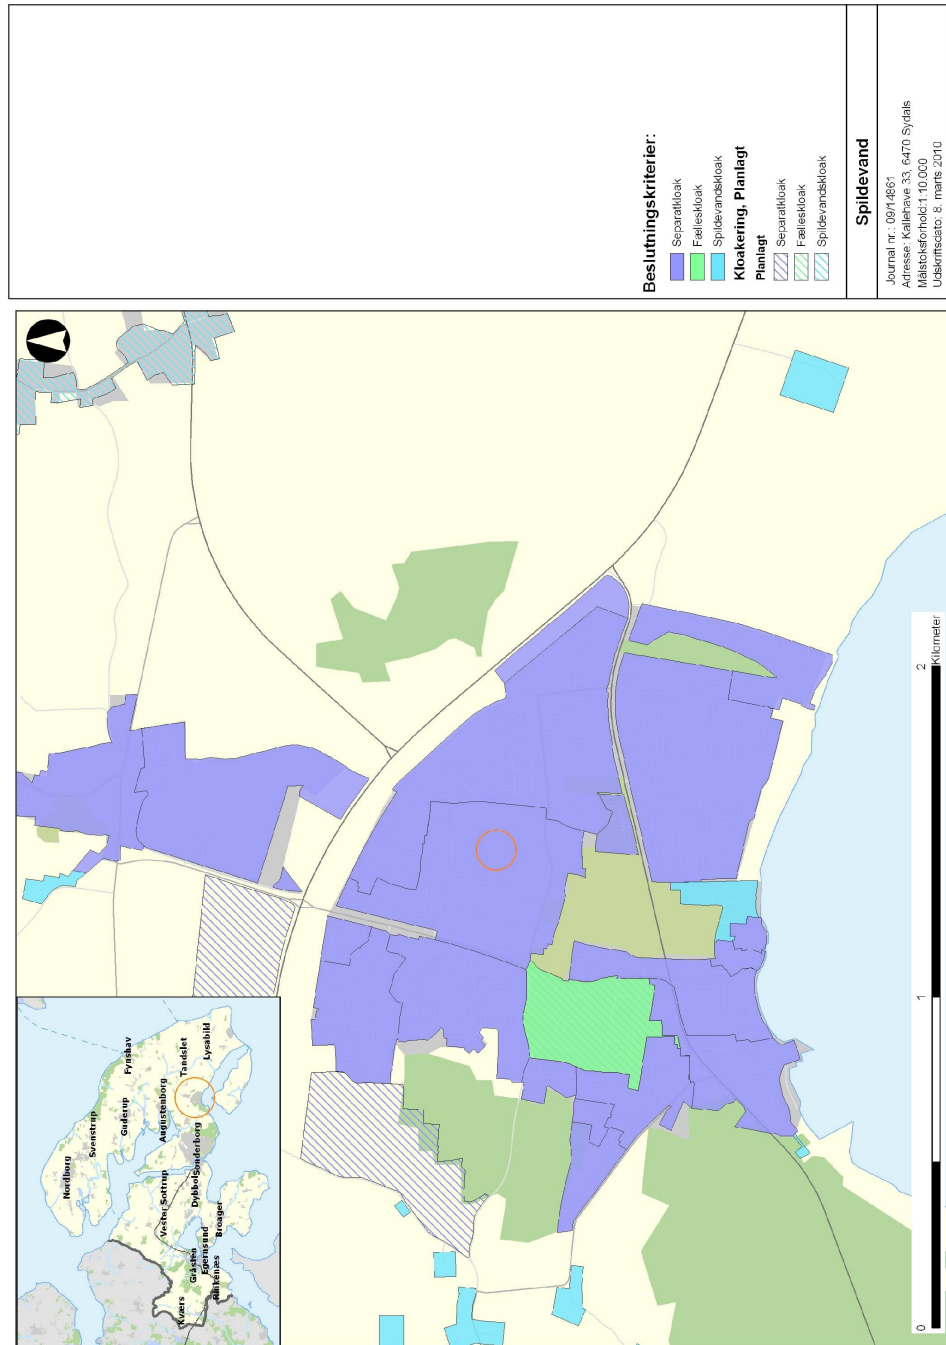 Beslutningskriterier:
Separatkloak
Fælleskloak
Spildevandskloak
Kloakering, Planlagt
Planlagt
Separatkloak
Fælleskloak
Spildevandskloak
Spildevand
Journal nr.: 09/14861
Adresse: Kallehave 33, 6470 Sydals
Målstoksforhold:1:10.000
Udskriftsdato: 8. marts 2010
Nordborg
Svenstrup
Guderup
Fynshav
Augustenborg
Tandslet
Lysabild
Vester Sottrup
Dybbøl
Sønderborg
Gråsten
Egernsund
Broager
Rinkenæs
Kværs
0
1
2
Kilometer